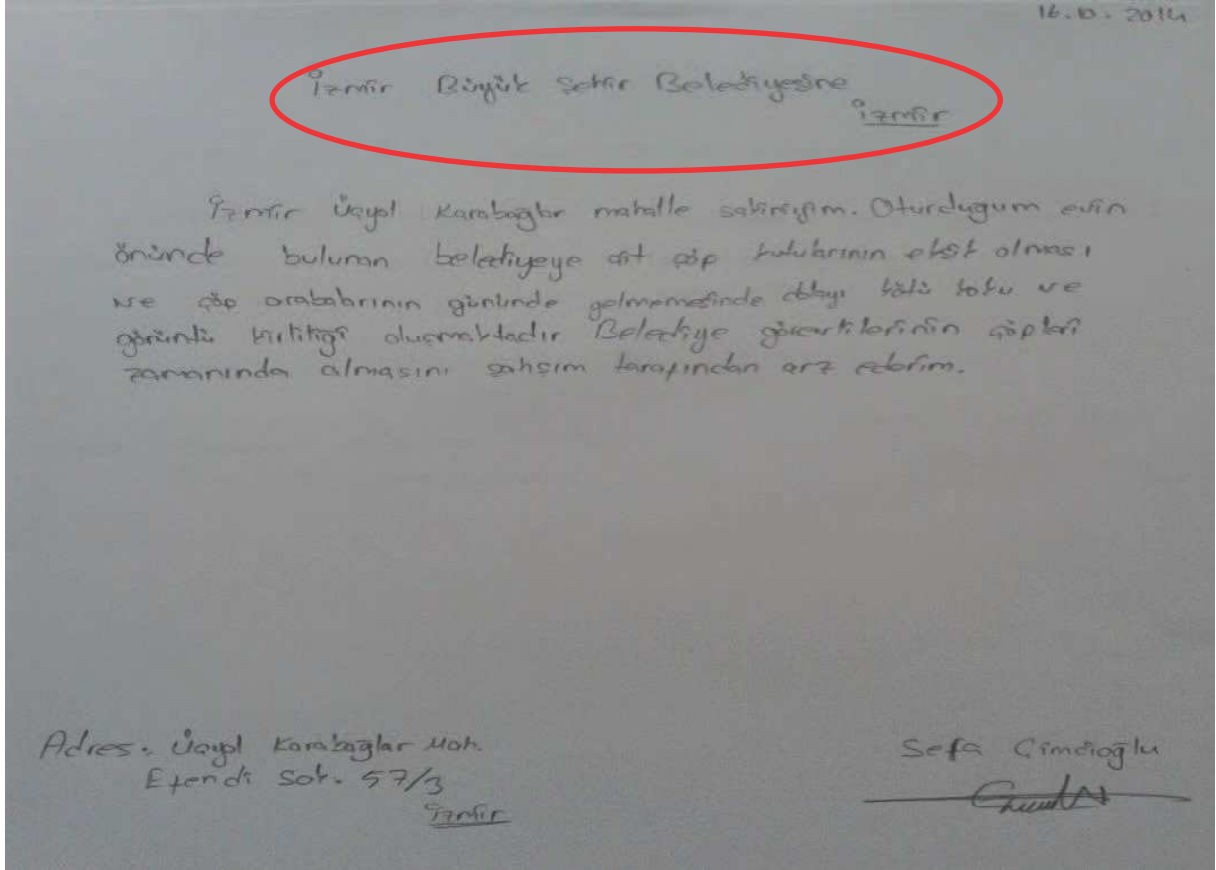 16.10.2014
İzmir Büyük Şehir Belediyesine
İzmir
İzmir Üçyol Karabağlar mahalle sakiniyim. Oturduğum evin
önünde bulunan belediyeye ait çöp kutularının eksik olması
ve çöp arabalarının gününde gelmemesinde dolayı kötü koku ve
görüntü kirliliği oluşmaktadır Belediye görevlilerinin çöpleri
zamanında almasını şahsım tarafından arz ederim.
Adres: Üçyol Karabağlar Mah.
Efendi Sok. 57/3
İzmir
Sefa Cimcioğlu